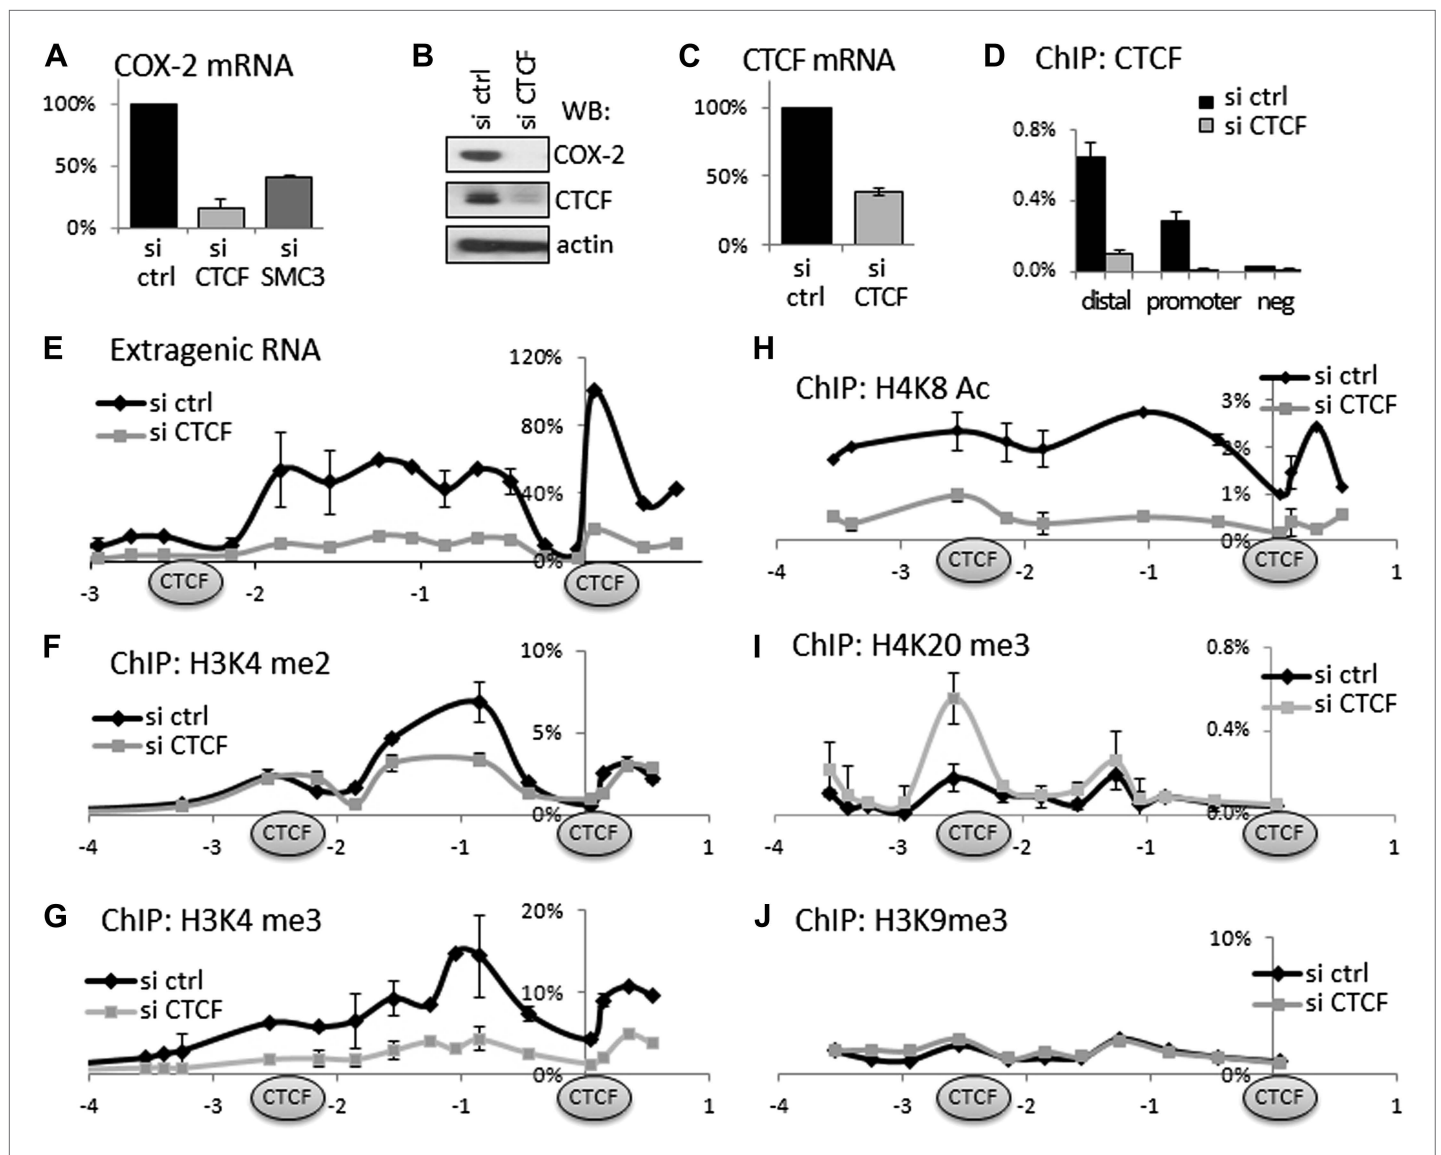 A
COX-2 mRNA
100%
50%
0%
si ctrl
si CTCF
si SMC3
B
si ctrl
si CTCF
WB:
COX-2
CTCF
actin
C
CTCF mRNA
100%
50%
0%
si ctrl
si CTCF
D
ChIP: CTCF
si ctrl
si CTCF
0.8%
0.4%
0.0%
distal promoter neg
E
Extragenic RNA
si ctrl
si CTCF
120%
80%
40%
0%
CTCF
CTCF
-3 -2 -1
H
ChIP: H4K8 Ac
si ctrl
si CTCF
3%
2%
1%
0%
CTCF
CTCF
-4 -3 -2 -1 1
F
ChIP: H3K4 me2
si ctrl
si CTCF
10%
5%
0%
CTCF
CTCF
-4 -3 -2 -1 1
I
ChIP: H4K20 me3
si ctrl
si CTCF
0.8%
0.4%
0.0%
CTCF
CTCF
-4 -3 -2 -1 1
G
ChIP: H3K4 me3
si ctrl
si CTCF
20%
10%
0%
CTCF
CTCF
-4 -3 -2 -1 1
J
ChIP: H3K9me3
si ctrl
si CTCF
10%
0%
CTCF
CTCF
-4 -3 -2 -1 1